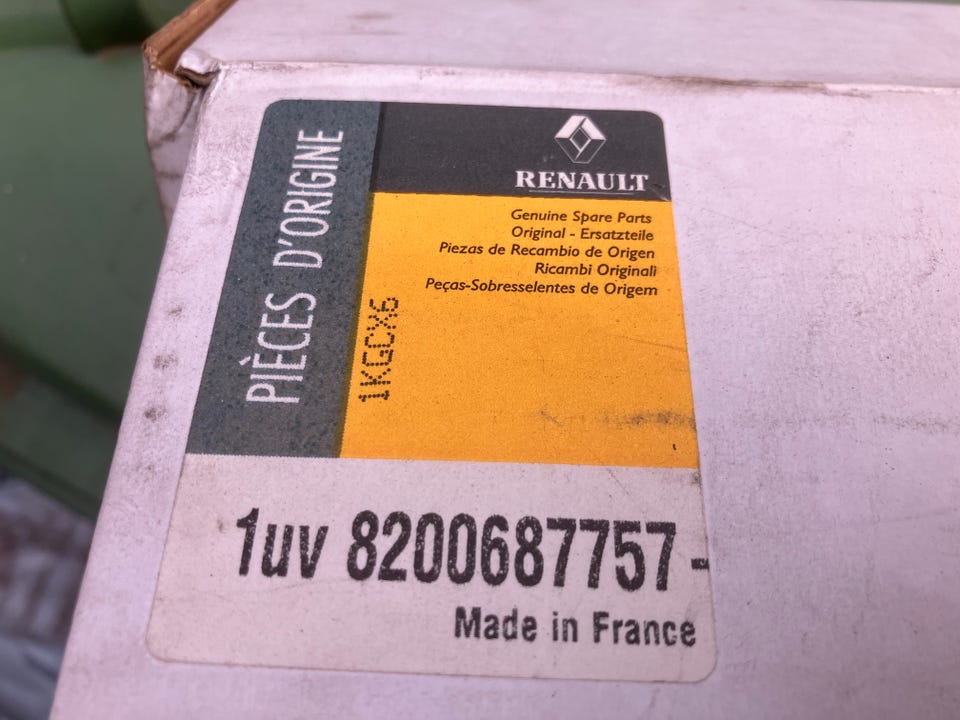 PIÈCES D'ORIGINE
RENAULT
Genuine Spare Parts
Original - Ersatzteile
Piezas de Recambio de Origen
Ricambi Originali
Peças-Sobresselentes de Origem
1KGCX6
1uv 8200687757-
Made in France